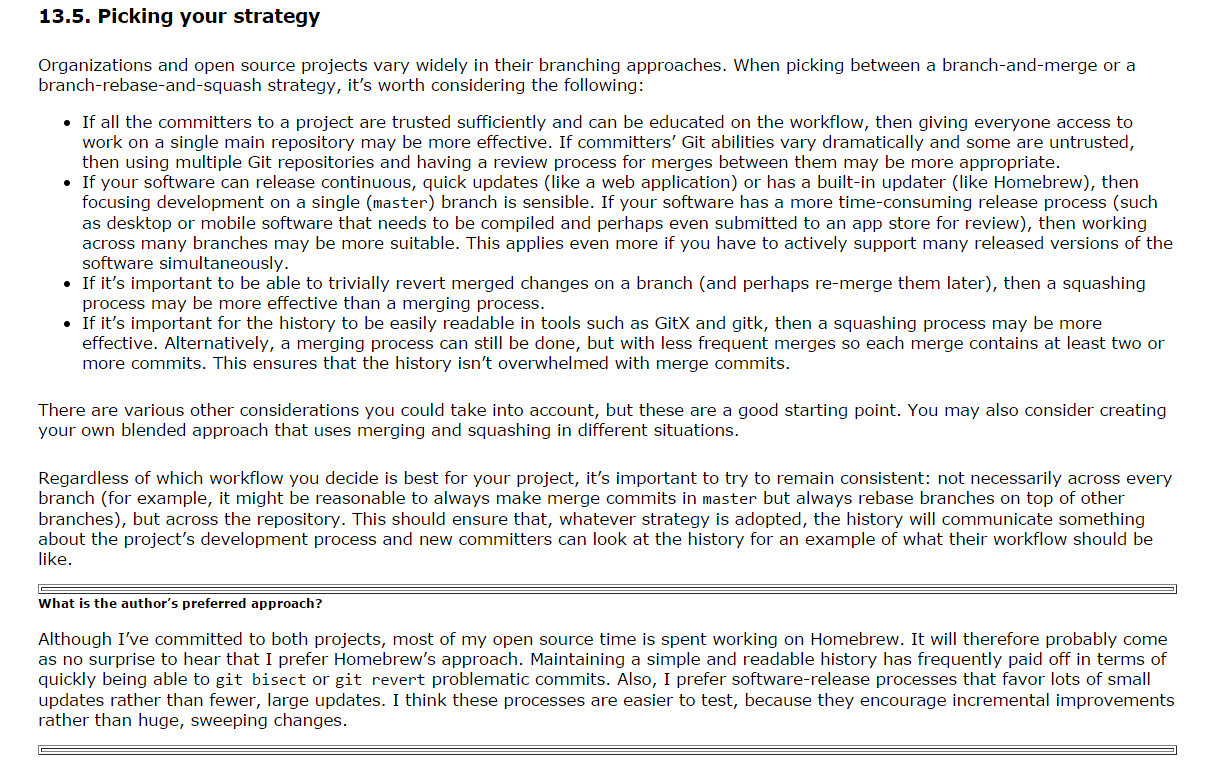 13.5. Picking your strategy
Organizations and open source projects vary widely in their branching approaches. When picking between a branch-and-merge or a
branch-rebase-and-squash strategy, it’s worth considering the following:
• If all the committers to a project are trusted sufficiently and can be educated on the workflow, then giving everyone access to
work on a single main repository may be more effective. If committers’ Git abilities vary dramatically and some are untrusted,
then using multiple Git repositories and having a review process for merges between them may be more appropriate.
• If your software can release continuous, quick updates (like a web application) or has a built-in updater (like Homebrew), then
focusing development on a single (master) branch is sensible. If your software has a more time-consuming release process (such
as desktop or mobile software that needs to be compiled and perhaps even submitted to an app store for review), then working
across many branches may be more suitable. This applies even more if you have to actively support many released versions of the
software simultaneously.
• If it’s important to be able to trivially revert merged changes on a branch (and perhaps re-merge them later), then a squashing
process may be more effective than a merging process.
• If it’s important for the history to be easily readable in tools such as GitX and gitk, then a squashing process may be more
effective. Alternatively, a merging process can still be done, but with less frequent merges so each merge contains at least two or
more commits. This ensures that the history isn’t overwhelmed with merge commits.
There are various other considerations you could take into account, but these are a good starting point. You may also consider creating
your own blended approach that uses merging and squashing in different situations.
Regardless of which workflow you decide is best for your project, it’s important to try to remain consistent: not necessarily across every
branch (for example, it might be reasonable to always make merge commits in master but always rebase branches on top of other
branches), but across the repository. This should ensure that, whatever strategy is adopted, the history will communicate something
about the project’s development process and new committers can look at the history for an example of what their workflow should be
like.
What is the author’s preferred approach?
Although I’ve committed to both projects, most of my open source time is spent working on Homebrew. It will therefore probably come
as no surprise to hear that I prefer Homebrew’s approach. Maintaining a simple and readable history has frequently paid off in terms of
quickly being able to git bisect or git revert problematic commits. Also, I prefer software-release processes that favor lots of small
updates rather than fewer, large updates. I think these processes are easier to test, because they encourage incremental improvements
rather than huge, sweeping changes.